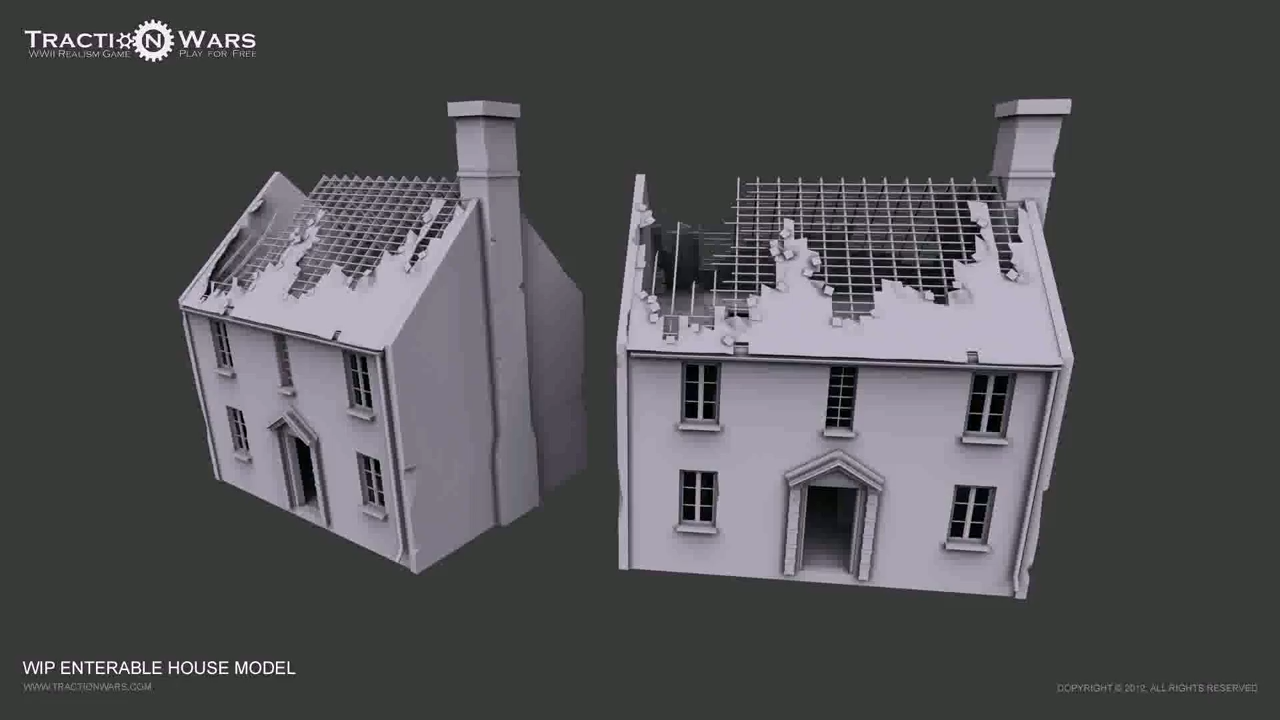 TRACTION WARS
WWII REALISM GAME PLAY FOR FREE
WIP ENTERABLE HOUSE MODEL
WWW.TRACTIONWARS.COM
COPYRIGHT © 2012, ALL RIGHTS RESERVED